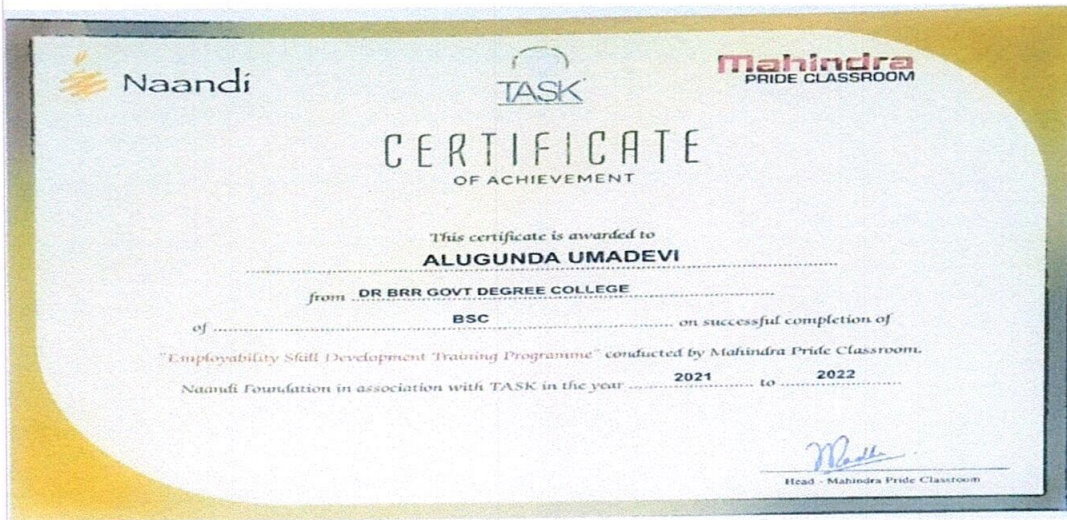 Naandi
TASK
Mahindra
PRIDE CLASSROOM
CERTIFICATE
OF ACHIEVEMENT
This certificate is awarded to
ALUGUNDA UMADEVI
from DR BRR GOVT DEGREE COLLEGE
of BSC on successful completion of
"Employability Skill Development Training Programme" conducted by Mahindra Pride Classroom.
Naandi Foundation in association with TASK in the year 2021 to 2022
Head - Mahindra Pride Classroom